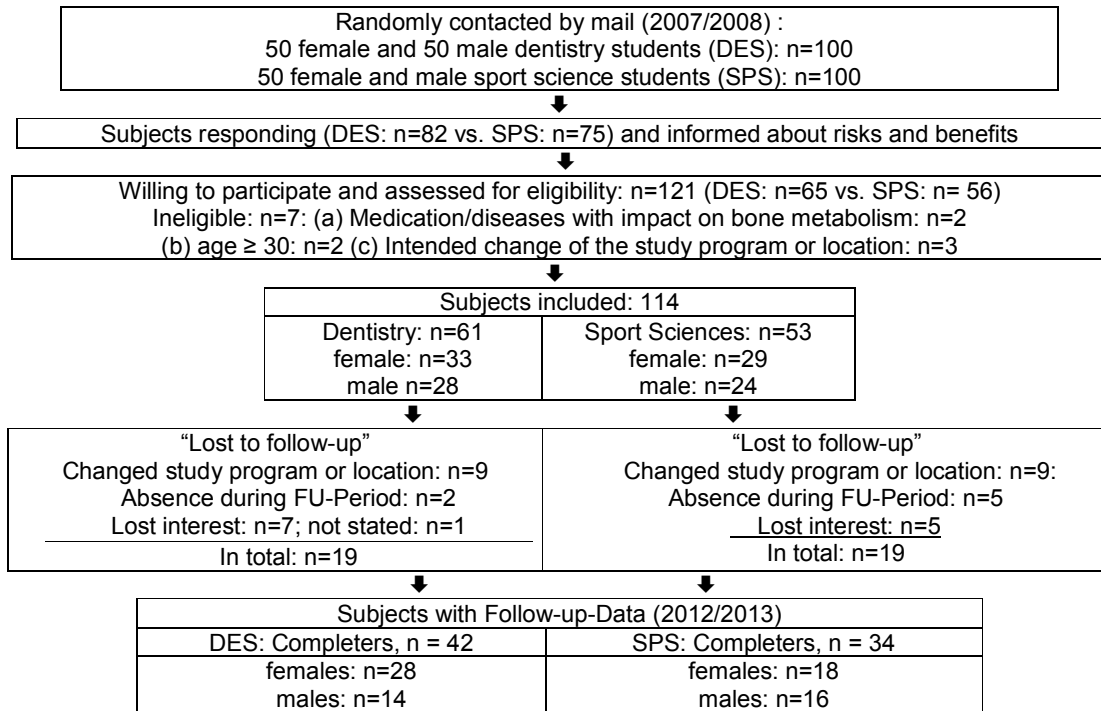 Randomly contacted by mail (2007/2008) :
50 female and 50 male dentistry students (DES): n=100
50 female and male sport science students (SPS): n=100
Subjects responding (DES: n=82 vs. SPS: n=75) and informed about risks and benefits
Willing to participate and assessed for eligibility: n=121 (DES: n=65 vs. SPS: n= 56)
Ineligible: n=7: (a) Medication/diseases with impact on bone metabolism: n=2
(b) age ≥ 30: n=2 (c) Intended change of the study program or location: n=3
Subjects included: 114
Dentistry: n=61
female: n=33
male n=28
Sport Sciences: n=53
female: n=29
male: n=24
“Lost to follow-up”
Changed study program or location: n=9
Absence during FU-Period: n=2
Lost interest: n=7; not stated: n=1
In total: n=19
“Lost to follow-up”
Changed study program or location: n=9:
Absence during FU-Period: n=5
Lost interest: n=5
In total: n=19
Subjects with Follow-up-Data (2012/2013)
DES: Completers, n = 42
females: n=28
males: n=14
SPS: Completers, n = 34
females: n=18
males: n=16